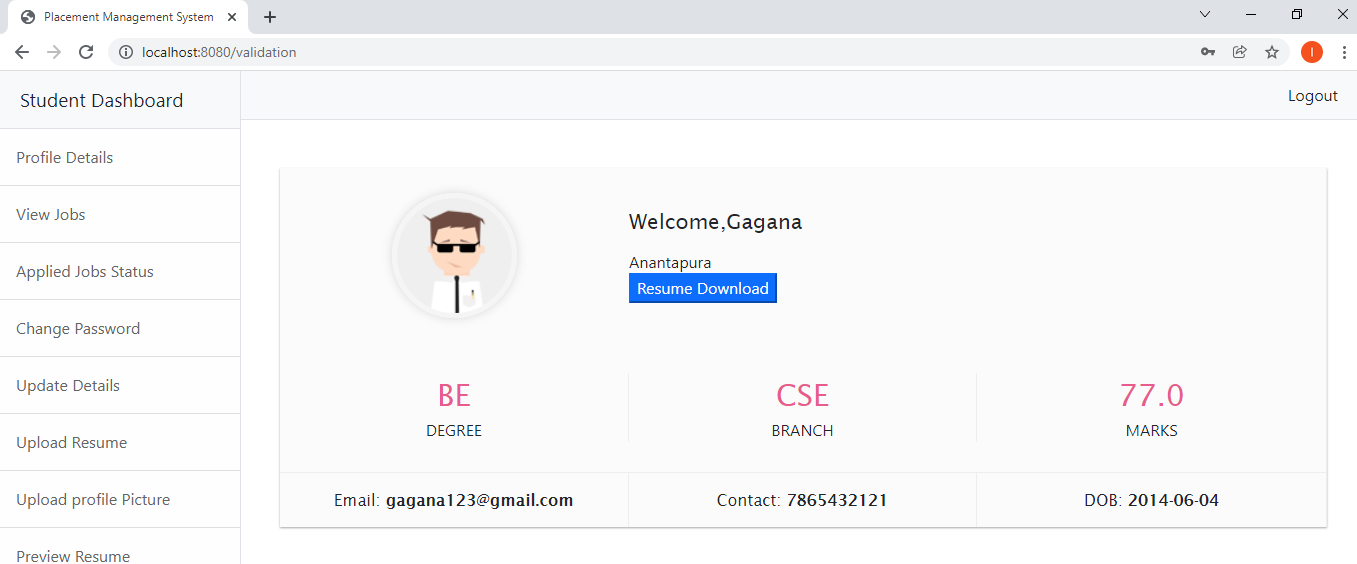 Placement Management System
localhost:8080/validation
I
Student Dashboard
Logout
Profile Details
View Jobs
Applied Jobs Status
Change Password
Update Details
Upload Resume
Upload profile Picture
Preview Resume
Welcome,Gagana
Anantapura
Resume Download
BE
DEGREE
CSE
BRANCH
77.0
MARKS
Email: gagana123@gmail.com
Contact: 7865432121
DOB: 2014-06-04